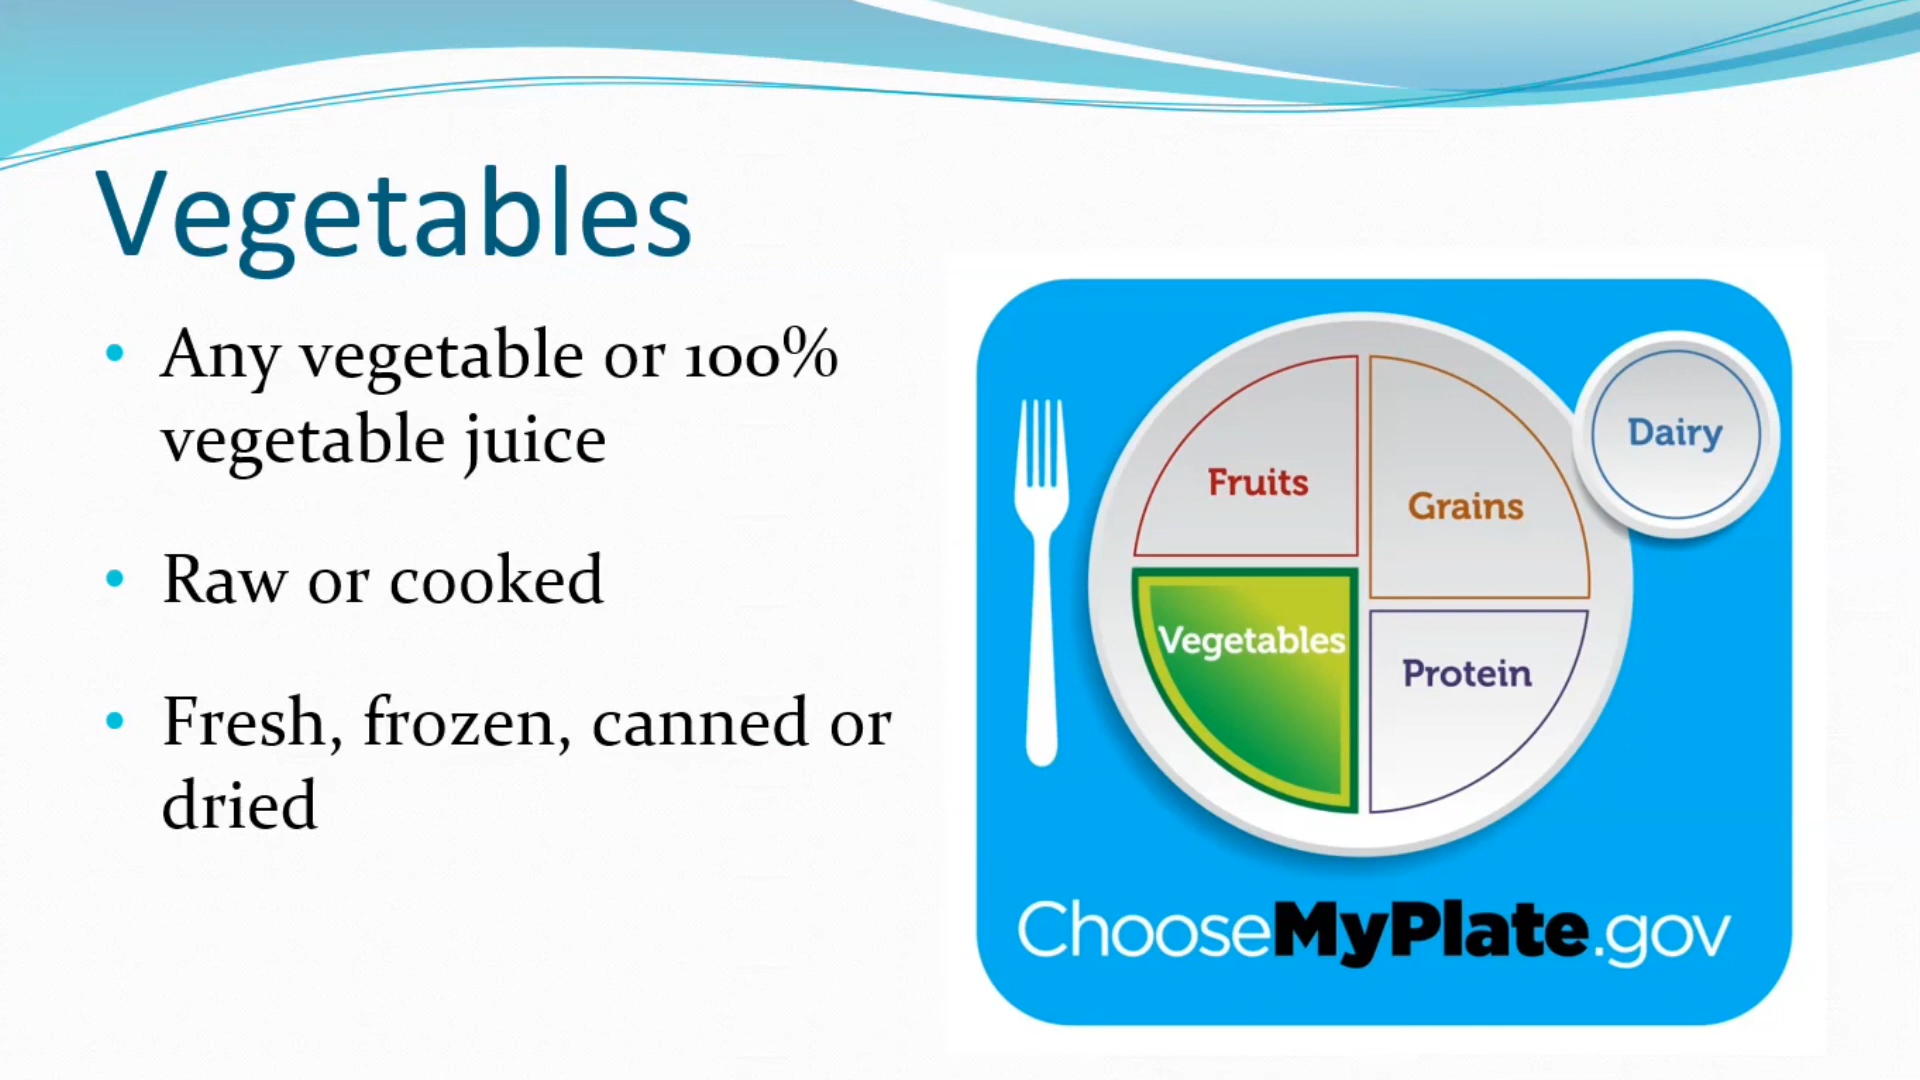 Vegetables
• Any vegetable or 100%
vegetable juice
• Raw or cooked
• Fresh, frozen, canned or
dried
Fruits
Grains
Dairy
Vegetables
Protein
ChooseMyPlate.gov